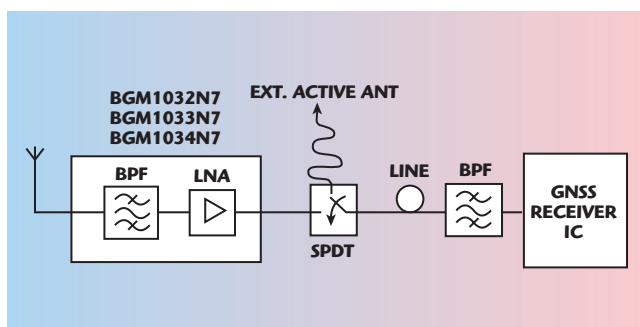 BGM1032N7
BGM1033N7
BGM1034N7
EXT. ACTIVE ANT
BPF
LNA
SPDT
LINE
BPF
GNSS
RECEIVER
IC